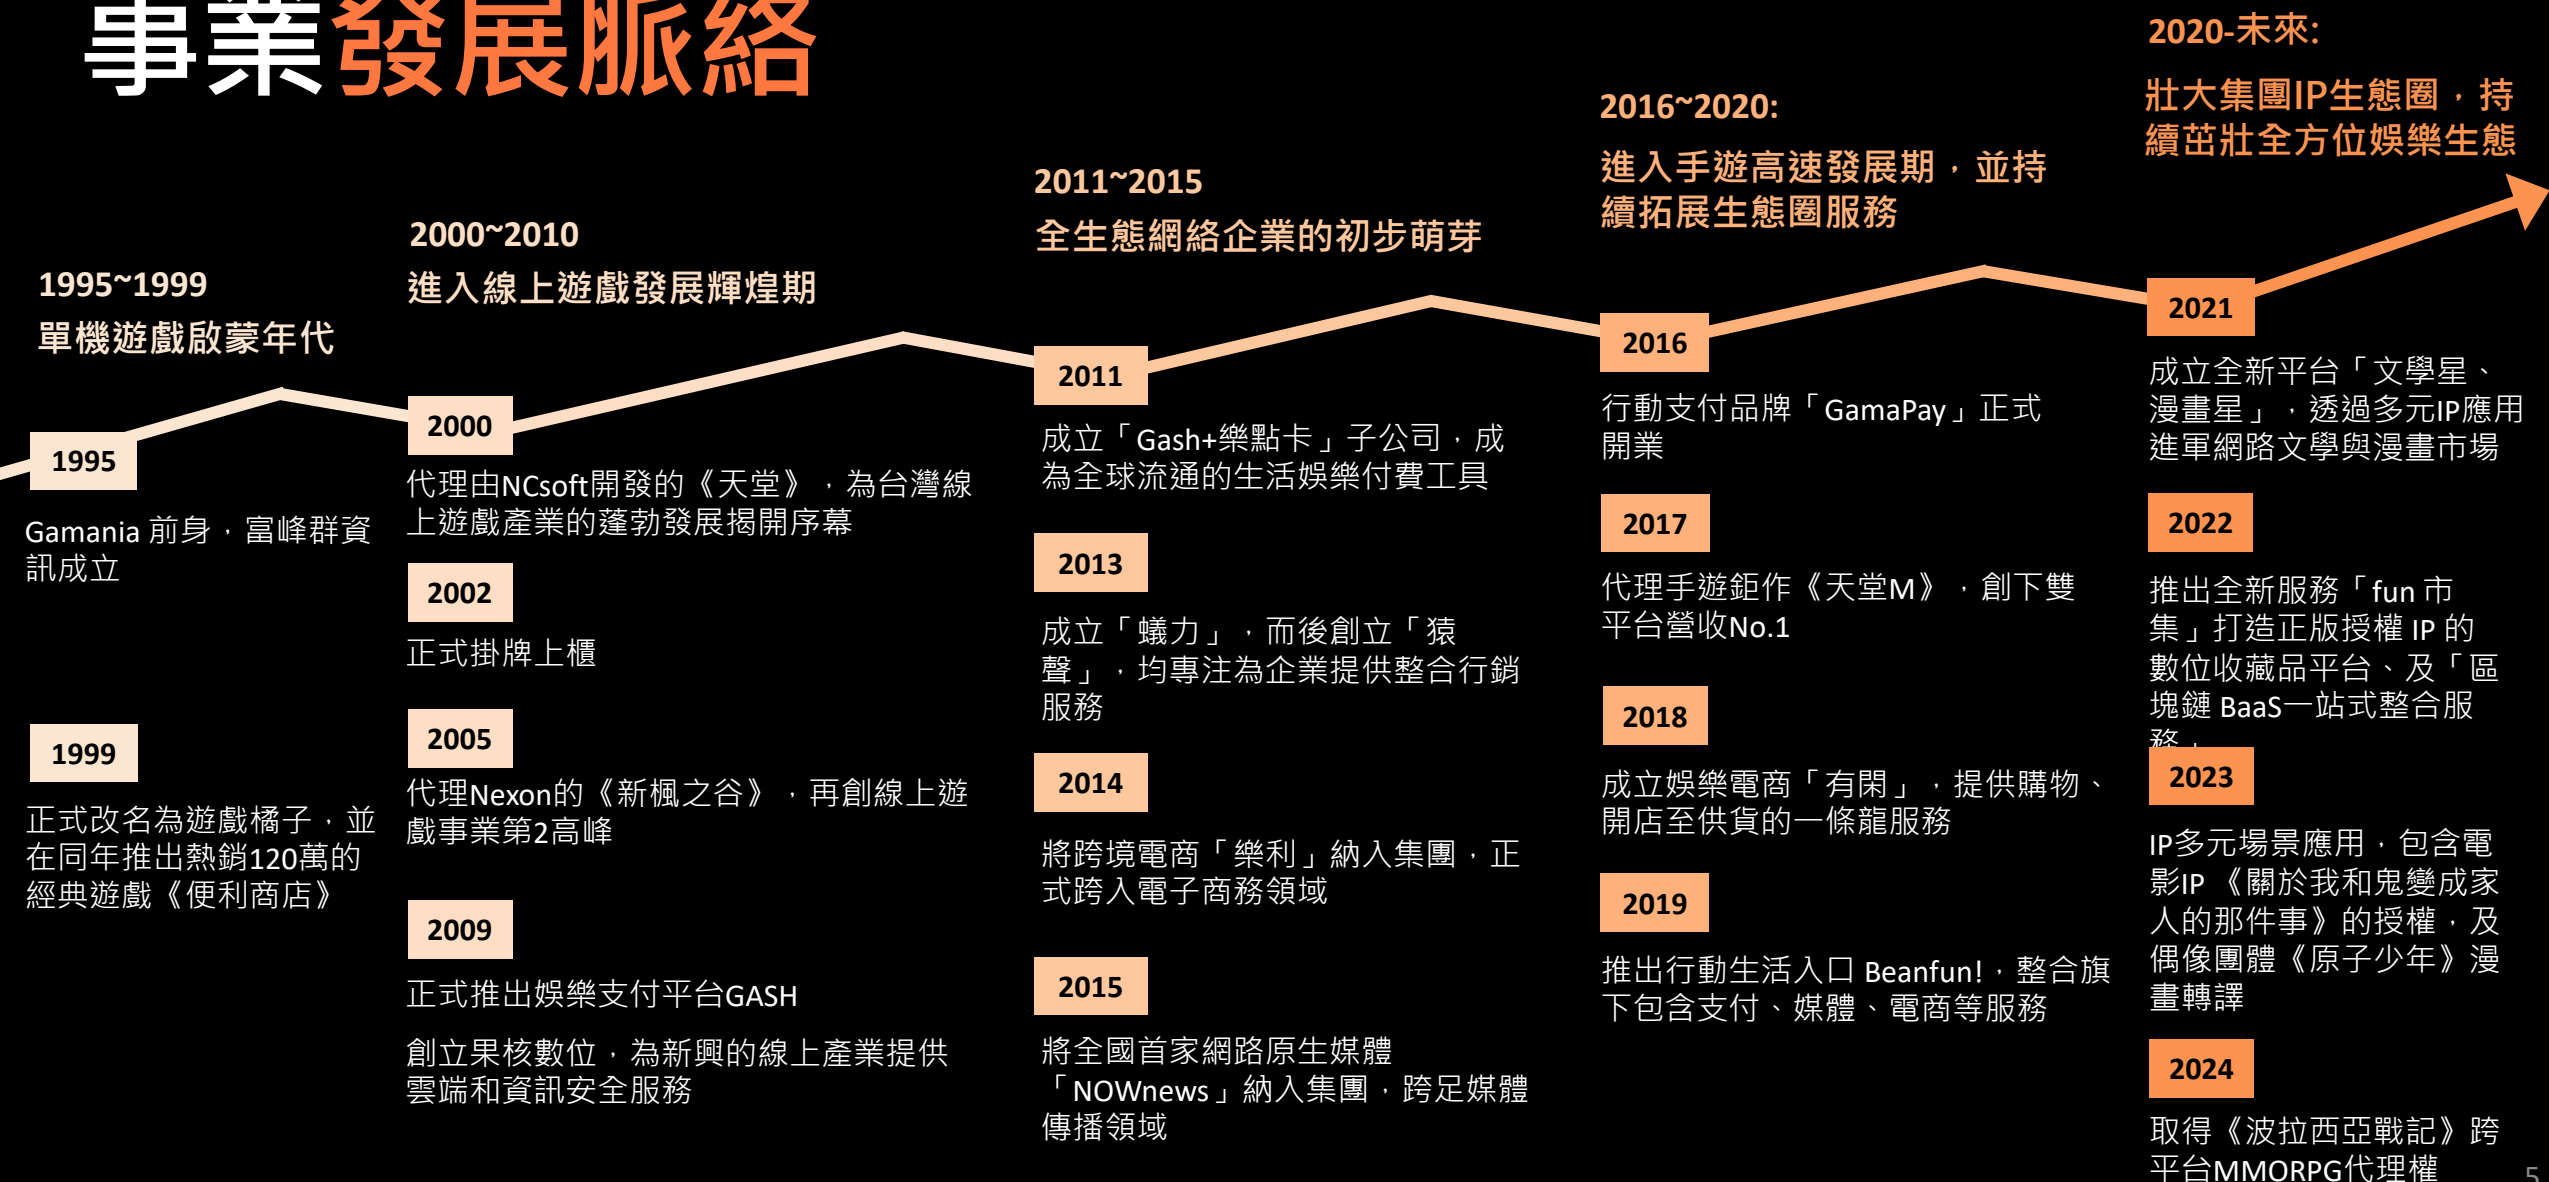 事業發展脈絡
1995~1999
單機遊戲啟蒙年代
1995
Gamania 前身，富峰群資
訊成立
1999
正式改名為遊戲橘子，並
在同年推出熱銷120萬的
經典遊戲《便利商店》
2000~2010
進入線上遊戲發展輝煌期
2000
代理由NCsoft開發的《天堂》，為台灣線
上遊戲產業的蓬勃發展揭開序幕
2002
正式掛牌上櫃
2005
代理Nexon的《新楓之谷》，再創線上遊
戲事業第2高峰
2009
正式推出娛樂支付平台GASH
創立果核數位，為新興的線上產業提供
雲端和資訊安全服務
2011~2015
全生態網絡企業的初步萌芽
2011
成立「Gash+樂點卡」子公司，成
為全球流通的生活娛樂付費工具
2013
成立「蟻力」，而後創立「猿
聲」，均專注為企業提供整合行銷
服務
2014
將跨境電商「樂利」納入集團，正
式跨入電子商務領域
2015
將全國首家網路原生媒體
「NOWnews」納入集團，跨足媒體
傳播領域
2016~2020:
進入手遊高速發展期，並持
續拓展生態圈服務
2016
行動支付品牌「GamaPay」正式
開業
2017
代理手遊鉅作《天堂M》，創下雙
平台營收No.1
2018
成立娛樂電商「有閑」，提供購物、
開店至供貨的一條龍服務
2019
推出行動生活入口 Beanfun!，整合旗
下包含支付、媒體、電商等服務
2020-未來:
壯大集團IP生態圈，持
續茁壯全方位娛樂生態
2021
成立全新平台「文學星、
漫畫星」，透過多元IP應用
進軍網路文學與漫畫市場
2022
推出全新服務「fun 市
集」打造正版授權 IP 的
數位收藏品平台、及「區
塊鏈 BaaS一站式整合服
務」
2023
IP多元場景應用，包含電
影IP 《關於我和鬼變成家
人的那件事》的授權，及
偶像團體《原子少年》漫
畫轉譯
2024
取得《波拉西亞戰記》跨
平台MMORPG代理權
5